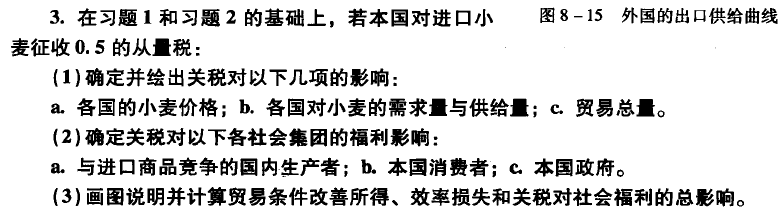 3. 在习题1和习题2的基础上，若本国对进口小
图8-15 外国的出口供给曲线
麦征收0.5的从量税：
(1)确定并绘出关税对以下几项的影响：
a. 各国的小麦价格；b. 各国对小麦的需求量与供给量；c. 贸易总量。
(2)确定关税对以下各社会集团的福利影响：
a. 与进口商品竞争的国内生产者；b. 本国消费者；c. 本国政府。
(3)画图说明并计算贸易条件改善所得、效率损失和关税对社会福利的总影响。